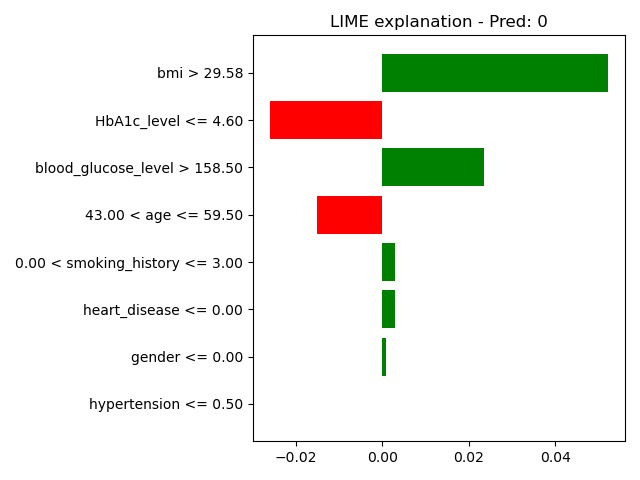 LIME explanation - Pred: 0
bmi > 29.58
HbA1c_level <= 4.60
blood_glucose_level > 158.50
43.00 < age <= 59.50
0.00 < smoking_history <= 3.00
heart_disease <= 0.00
gender <= 0.00
hypertension <= 0.50
−0.02 0.00 0.02 0.04